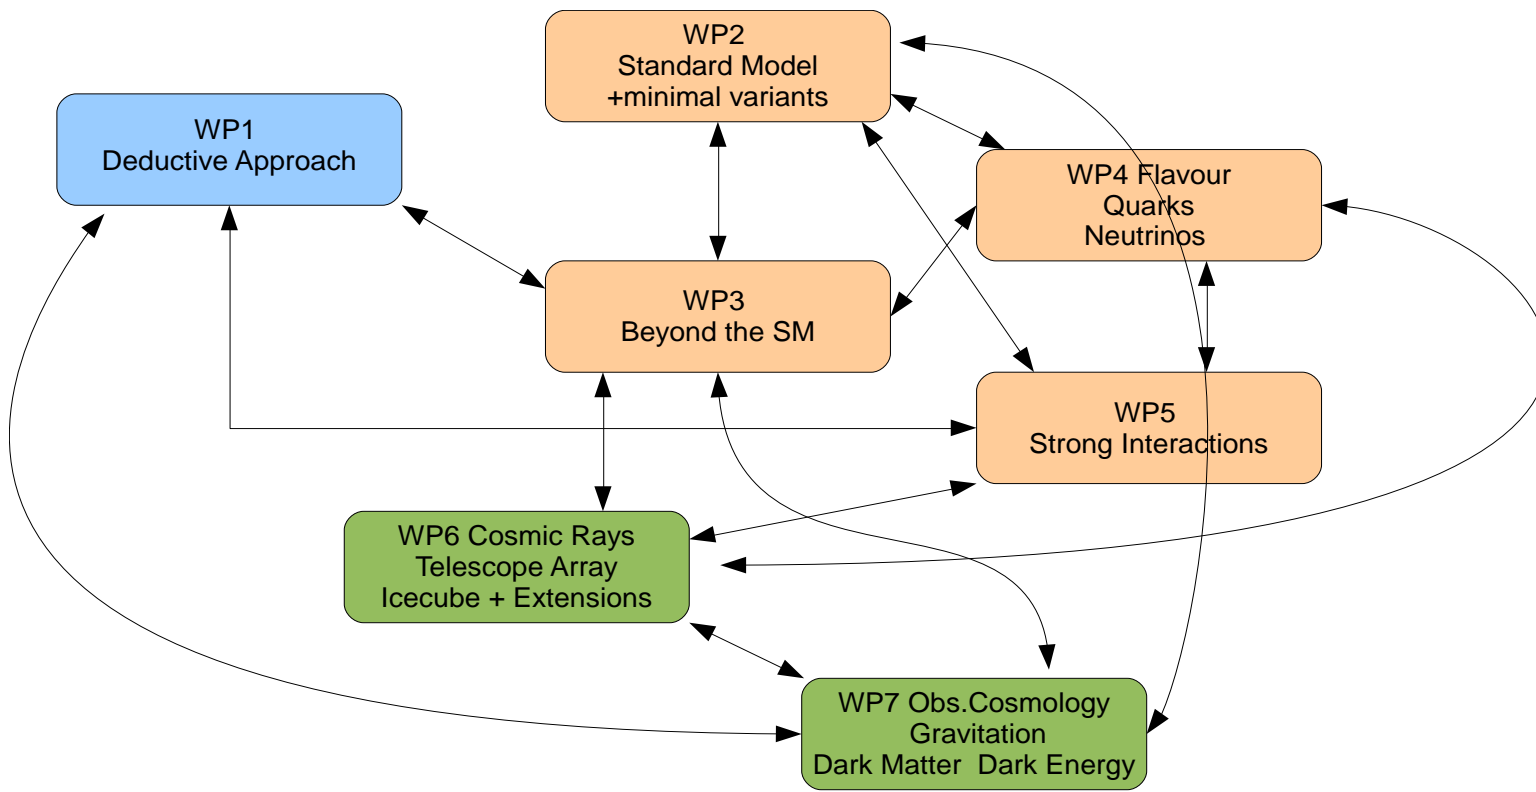 WP2
Standard Model
+minimal variants
WP1
Deductive Approach
WP4 Flavour
Quarks
Neutrinos
WP3
Beyond the SM
WP5
Strong Interactions
WP6 Cosmic Rays
Telescope Array
Icecube + Extensions
WP7 Obs.Cosmology
Gravitation
Dark Matter  Dark Energy